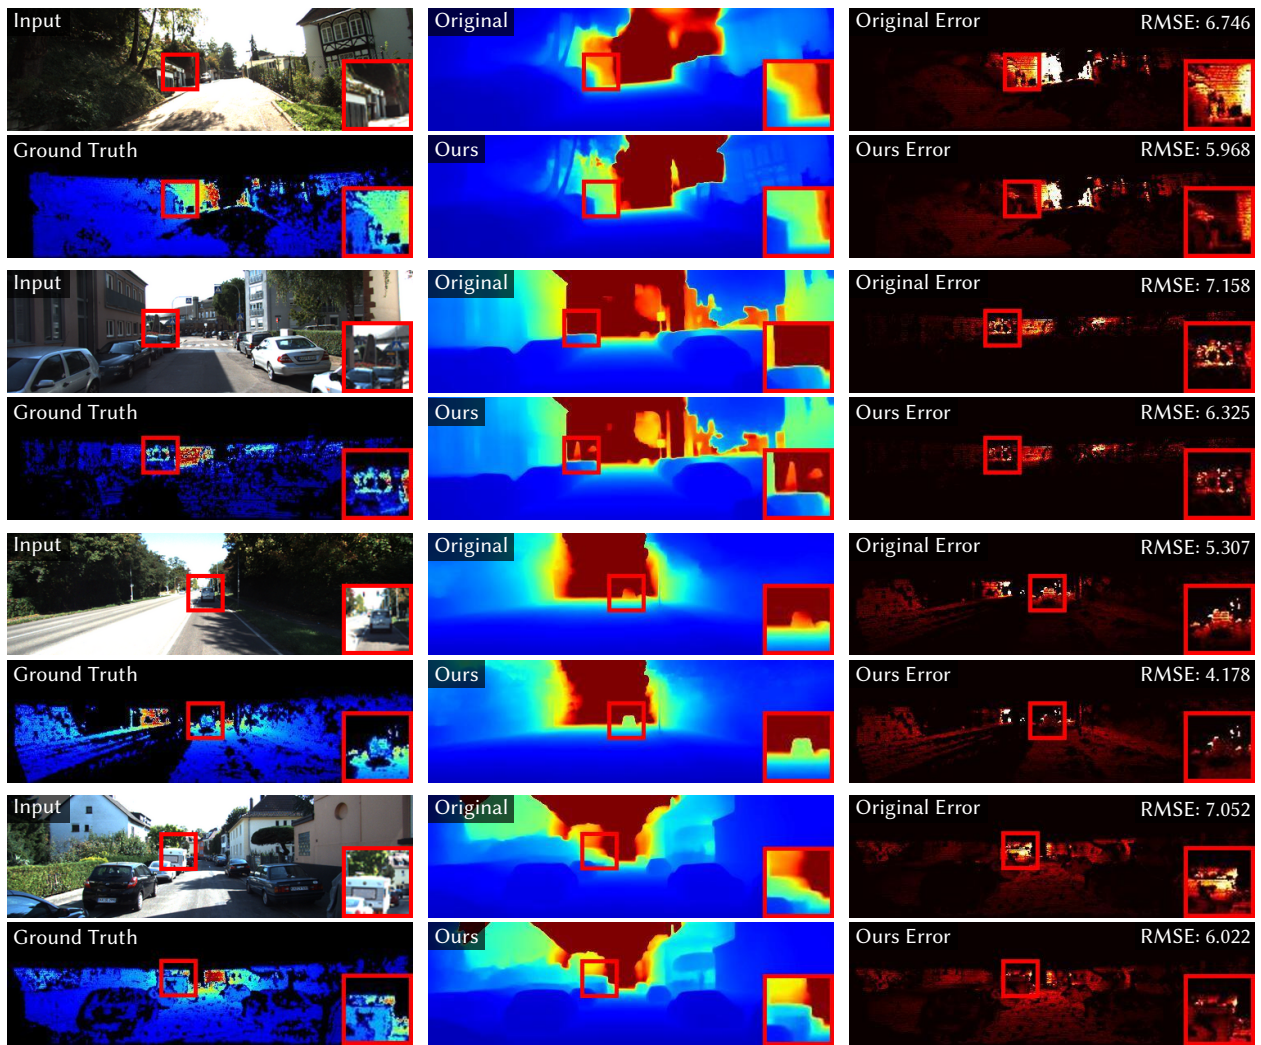 Input
Original
Original Error
RMSE: 6.746
Ground Truth
Ours
Ours Error
RMSE: 5.968
Input
Original
Original Error
RMSE: 7.158
Ground Truth
Ours
Ours Error
RMSE: 6.325
Input
Original
Original Error
RMSE: 5.307
Ground Truth
Ours
Ours Error
RMSE: 4.178
Input
Original
Original Error
RMSE: 7.052
Ground Truth
Ours
Ours Error
RMSE: 6.022